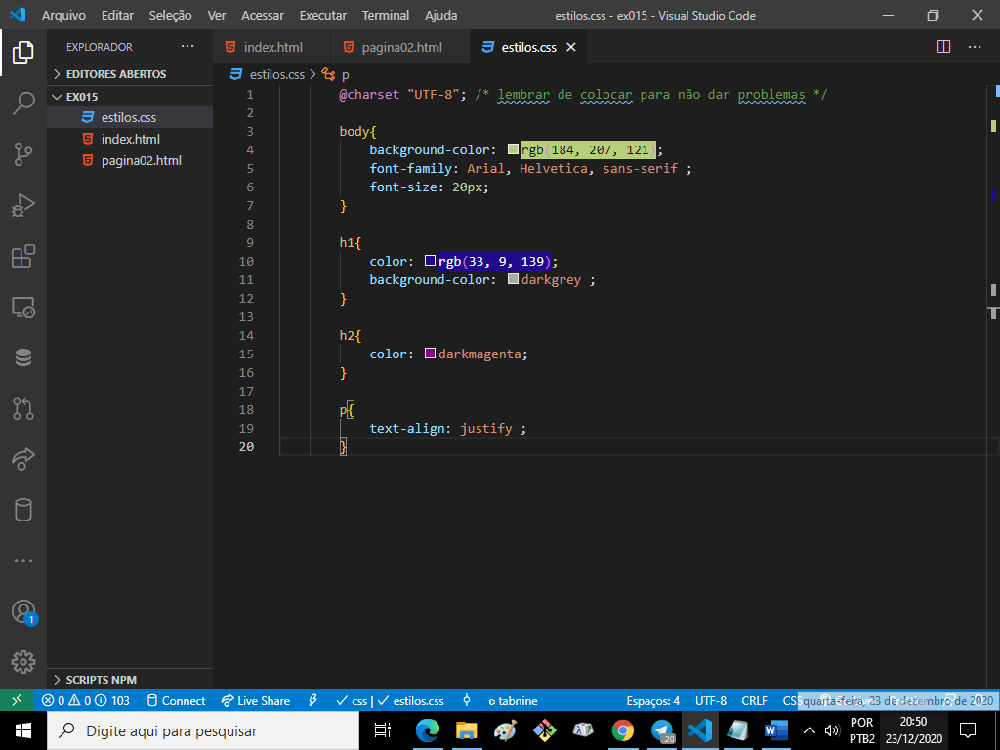 Arquivo Editar Seleção Ver Acessar Executar Terminal Ajuda estilos.css - ex015 - Visual Studio Code
EXPLORADOR
EDITORES ABERTOS
EX015
estilos.css
index.html
pagina02.html
SCRIPTS NPM
index.html pagina02.html estilos.css
estilos.css > p
1 @charset "UTF-8"; /* lembrar de colocar para não dar problemas */
2
3 body{
4 background-color: rgb(184, 207, 121);
5 font-family: Arial, Helvetica, sans-serif ;
6 font-size: 20px;
7 }
8
9 h1{
10 color: rgb(33, 9, 139);
11 background-color: darkgrey ;
12 }
13
14 h2{
15 color: darkmagenta;
16 }
17
18 p{
19 text-align: justify ;
20 }
1
0 0 103 Connect Live Share css | estilos.css tabnine Espaços: 4 UTF-8 CRLF CSS
quarta-feira, 23 de dezembro de 2020
Digite aqui para pesquisar
.20
POR
PTB2
20:50
23/12/2020